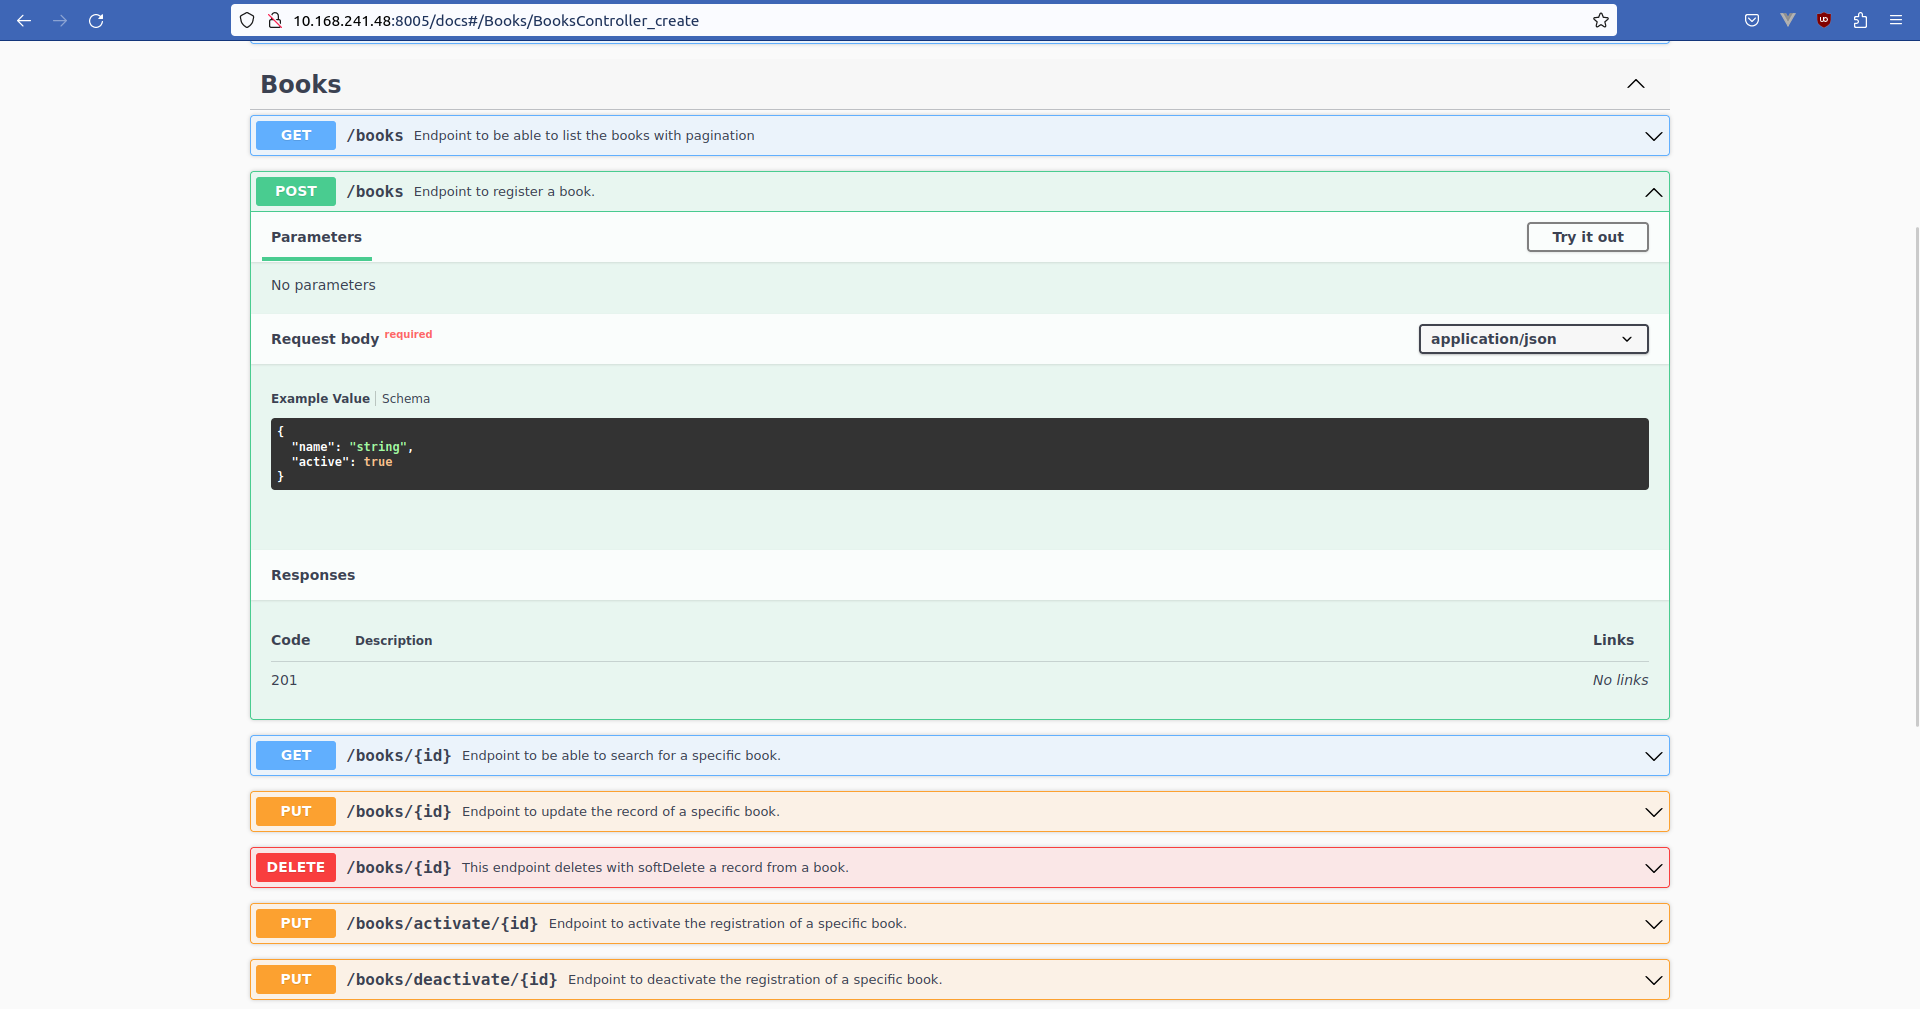 10.168.241.48:8005/docs#/Books/BooksController_create
Books
GET /books Endpoint to be able to list the books with pagination
POST /books Endpoint to register a book.
Parameters Try it out
No parameters
Request body required application/json
Example Value Schema
{
"name": "string",
"active": true
}
Responses
Code Description Links
201 No links
GET /books/{id} Endpoint to be able to search for a specific book.
PUT /books/{id} Endpoint to update the record of a specific book.
DELETE /books/{id} This endpoint deletes with softDelete a record from a book.
PUT /books/activate/{id} Endpoint to activate the registration of a specific book.
PUT /books/deactivate/{id} Endpoint to deactivate the registration of a specific book.